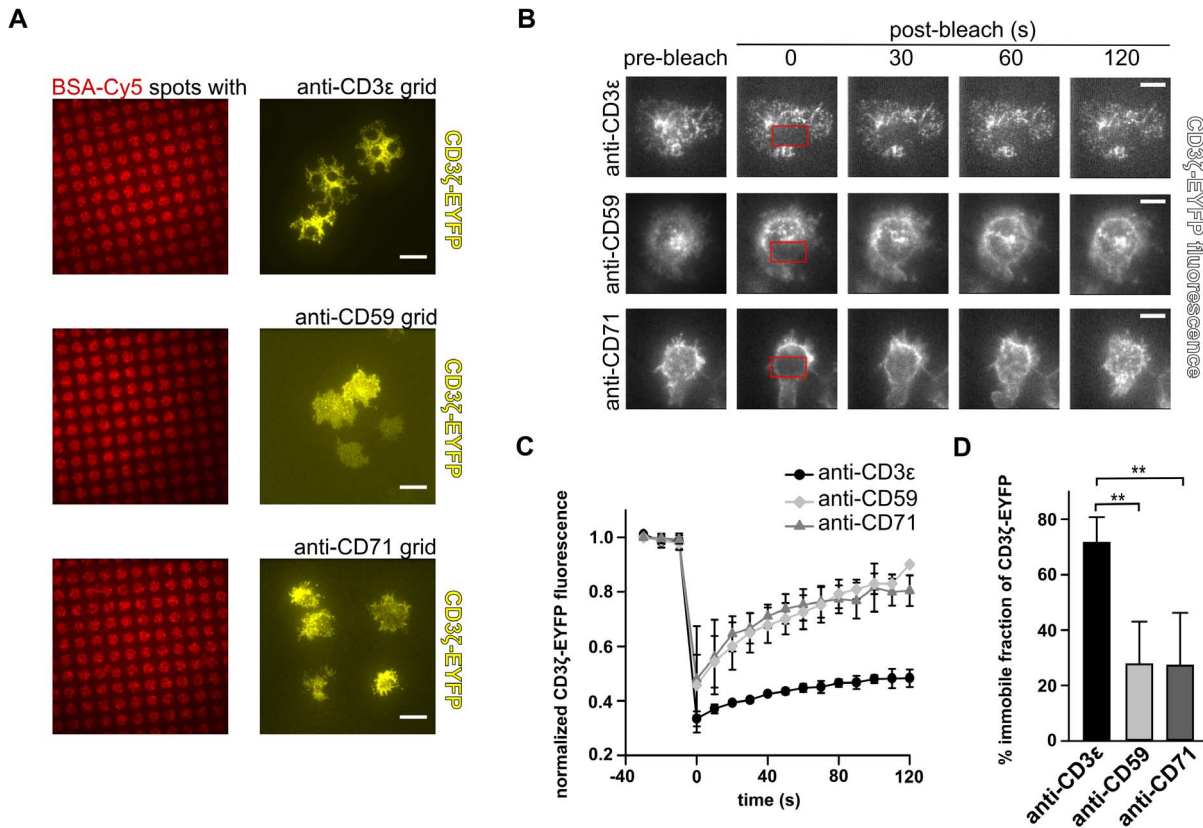 A
BSA-Cy5 spots with
anti-CD3ε grid
CD3ζ-EYFP
anti-CD59 grid
CD3ζ-EYFP
anti-CD71 grid
CD3ζ-EYFP
B
post-bleach (s)
pre-bleach 0 30 60 120
anti-CD3ε
anti-CD59
anti-CD71
CD3ζ-EYFP fluorescence
C
anti-CD3ε
anti-CD59
anti-CD71
normalized CD3ζ-EYFP fluorescence
1.0
0.8
0.6
0.4
0.2
-40 0 40 80 120
time (s)
D
** **
% immobile fraction of CD3ζ-EYFP
80
60
40
20
0
anti-CD3ε
anti-CD59
anti-CD71